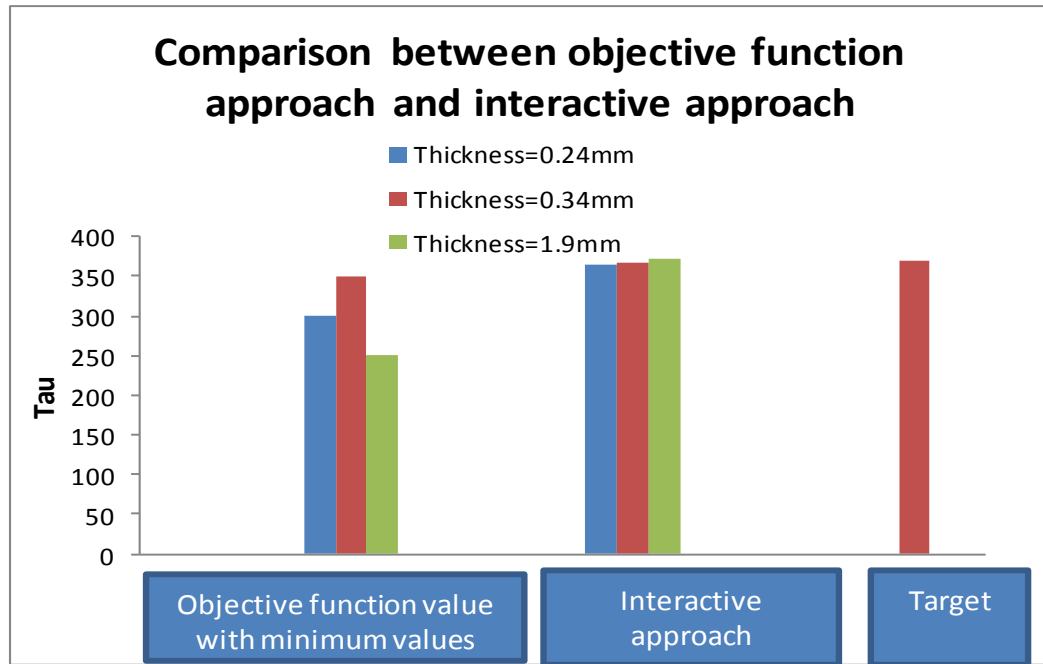 Comparison between objective function
approach and interactive approach
Thickness=0.24mm
Thickness=0.34mm
Thickness=1.9mm
400
350
300
250
200
150
100
50
0
Tau
Objective function value
with minimum values
Interactive
approach
Target